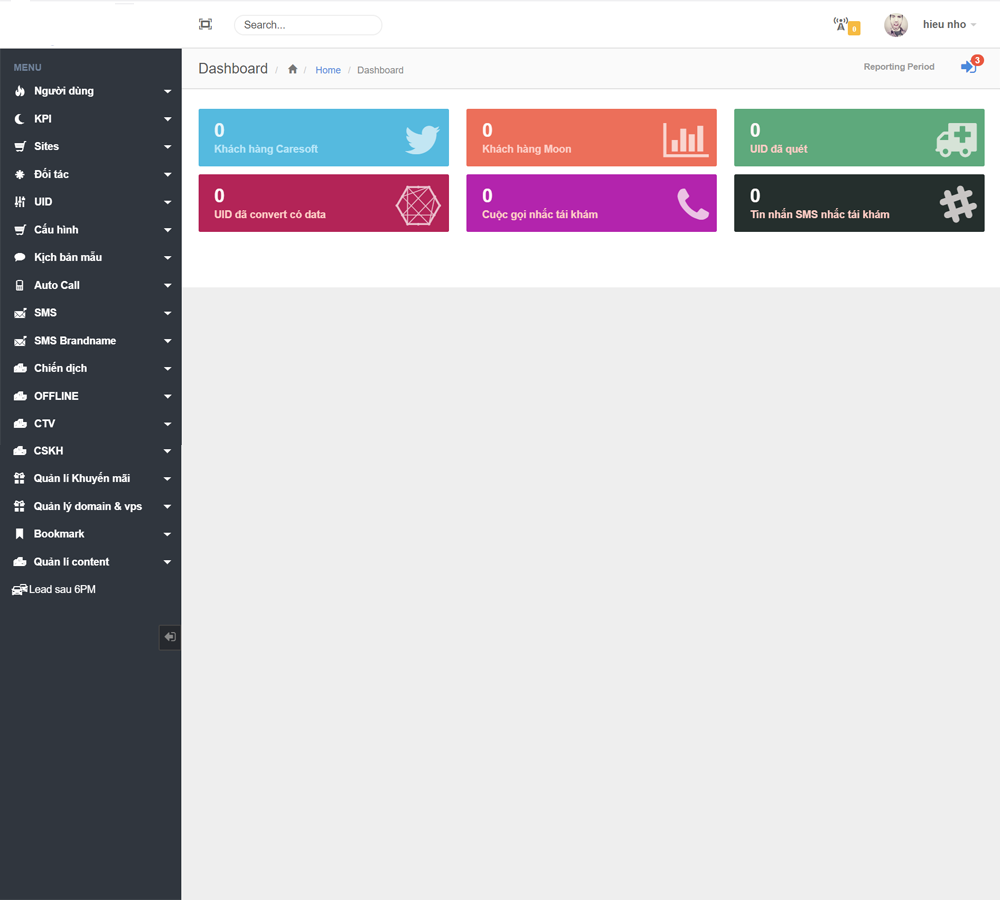 Search...
0
hieu nho
MENU
Người dùng
KPI
Sites
Đối tác
UID
Cấu hình
Kịch bản mẫu
Auto Call
SMS
SMS Brandname
Chiến dịch
OFFLINE
CTV
CSKH
Quản lí Khuyến mãi
Quản lý domain & vps
Bookmark
Quản lí content
Lead sau 6PM
Dashboard / / Home / Dashboard
Reporting Period
3
0
Khách hàng Caresoft
0
Khách hàng Moon
0
UID đã quét
0
UID đã convert có data
0
Cuộc gọi nhắc tái khám
0
Tin nhắn SMS nhắc tái khám